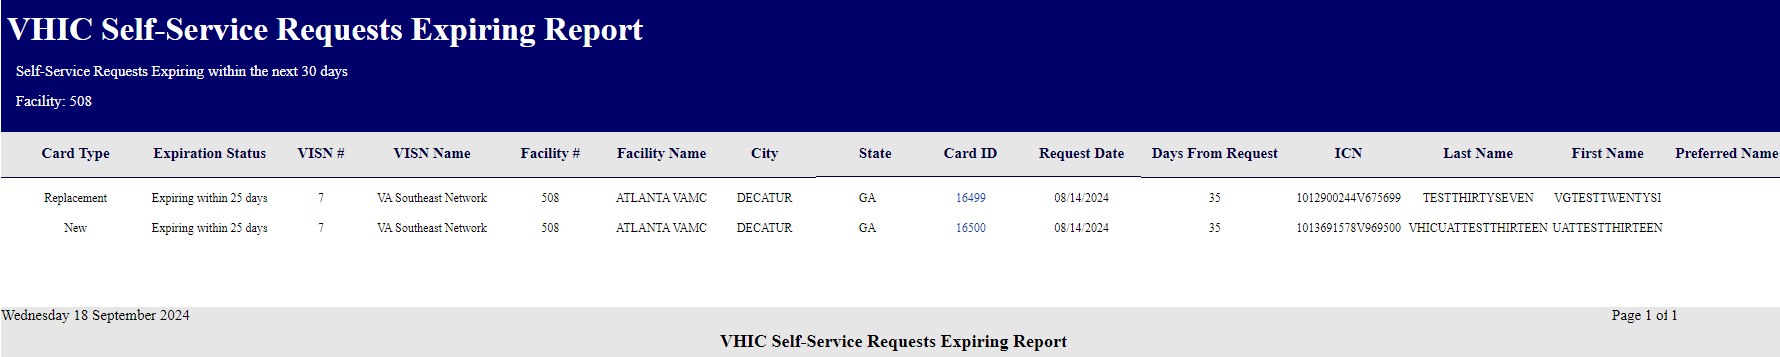 VHIC Self-Service Requests Expiring Report
Self-Service Requests Expiring within the next 30 days
Facility: 508
Card Type Expiration Status VISN # VISN Name Facility # Facility Name City State Card ID Request Date Days From Request ICN Last Name First Name Preferred Name
Replacement Expiring within 25 days 7 VA Southeast Network 508 ATLANTA VAMC DECATUR GA 16499 08/14/2024 35 1012900244V675699 TESTTHIRTYSEVEN VGTESTTWENTYSI
New Expiring within 25 days 7 VA Southeast Network 508 ATLANTA VAMC DECATUR GA 16500 08/14/2024 35 1013691578V969500 VHICUATTESTTHIRTEEN UATTESTTHIRTEEN
Wednesday 18 September 2024 Page 1 of 1
VHIC Self-Service Requests Expiring Report